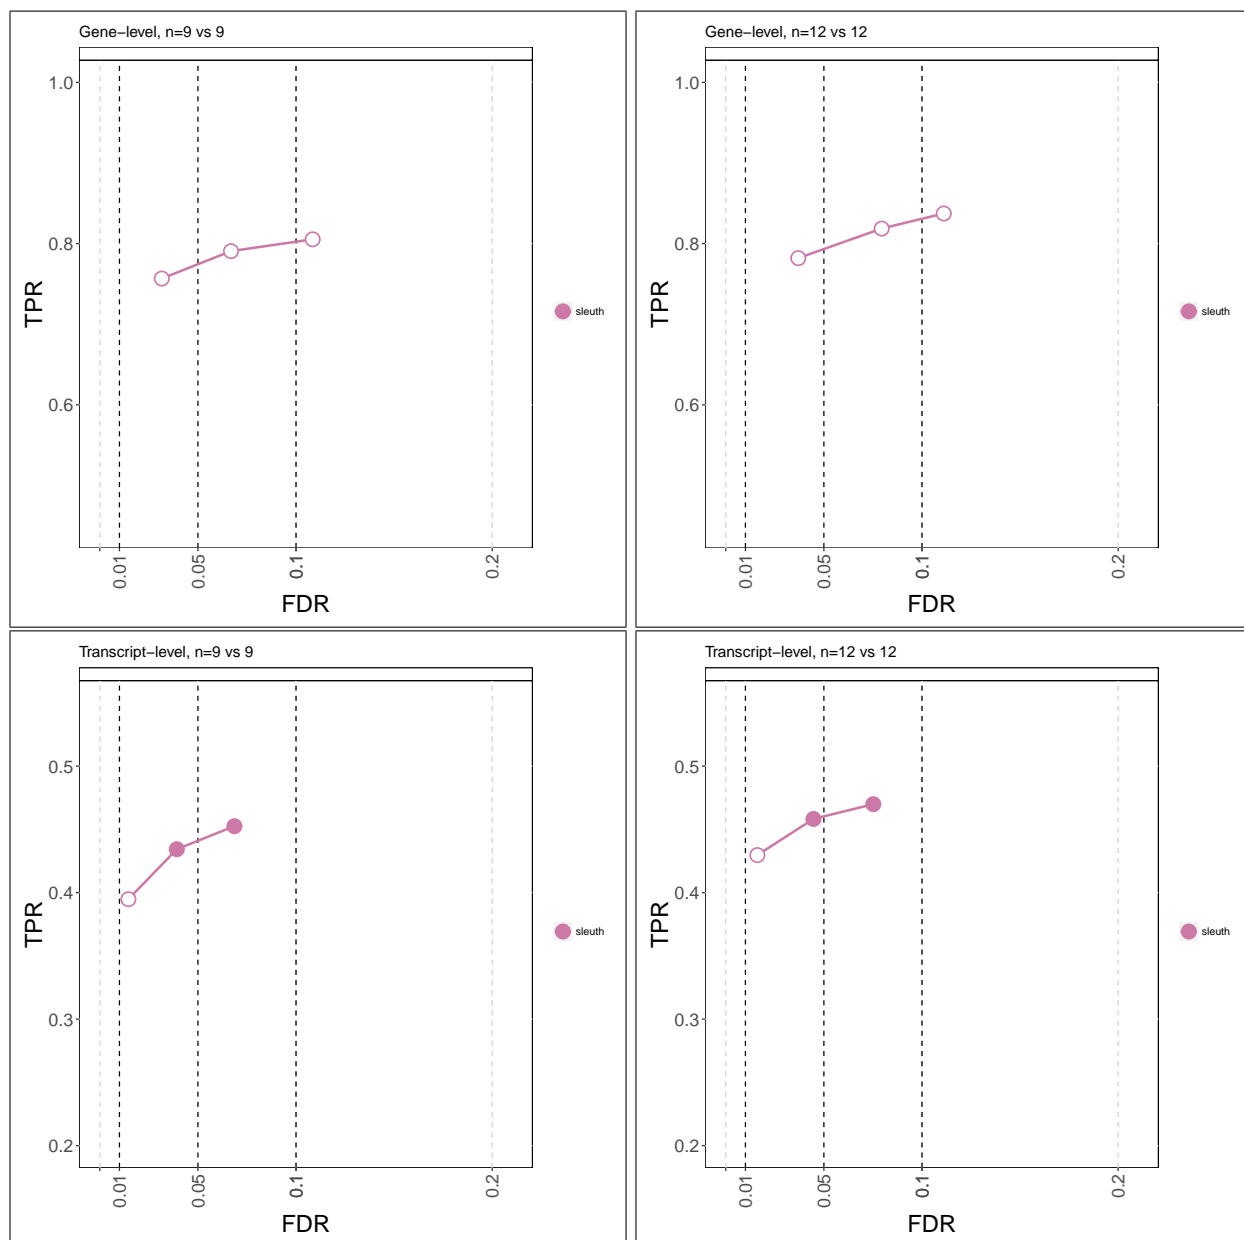 Gene−level, n=9 vs 9
1.0
0.8
0.6
TPR
0.01
0.05
0.1
0.2
FDR
sleuth
Gene−level, n=12 vs 12
1.0
0.8
0.6
TPR
0.01
0.05
0.1
0.2
FDR
sleuth
Transcript−level, n=9 vs 9
0.5
0.4
0.3
0.2
TPR
0.01
0.05
0.1
0.2
FDR
sleuth
Transcript−level, n=12 vs 12
0.5
0.4
0.3
0.2
TPR
0.01
0.05
0.1
0.2
FDR
sleuth